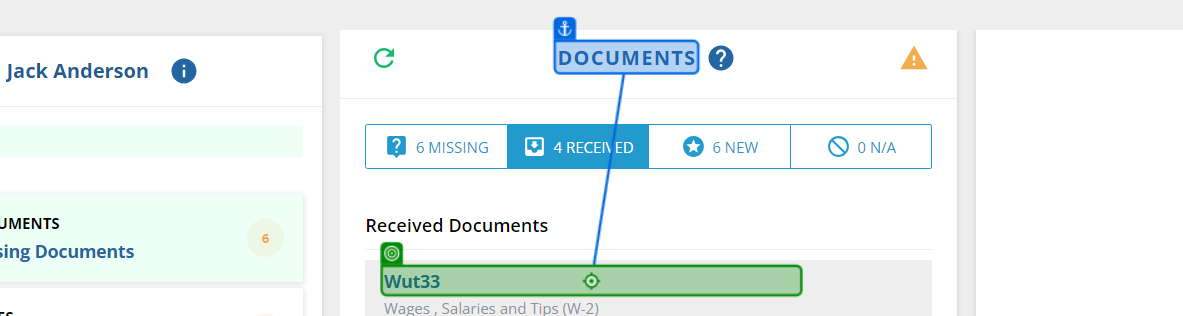 Jack Anderson
DOCUMENTS
6 MISSING
4 RECEIVED
6 NEW
0 N/A
UMENTS
sing Documents
6
Received Documents
Wut33
Wages , Salaries and Tips (W-2)